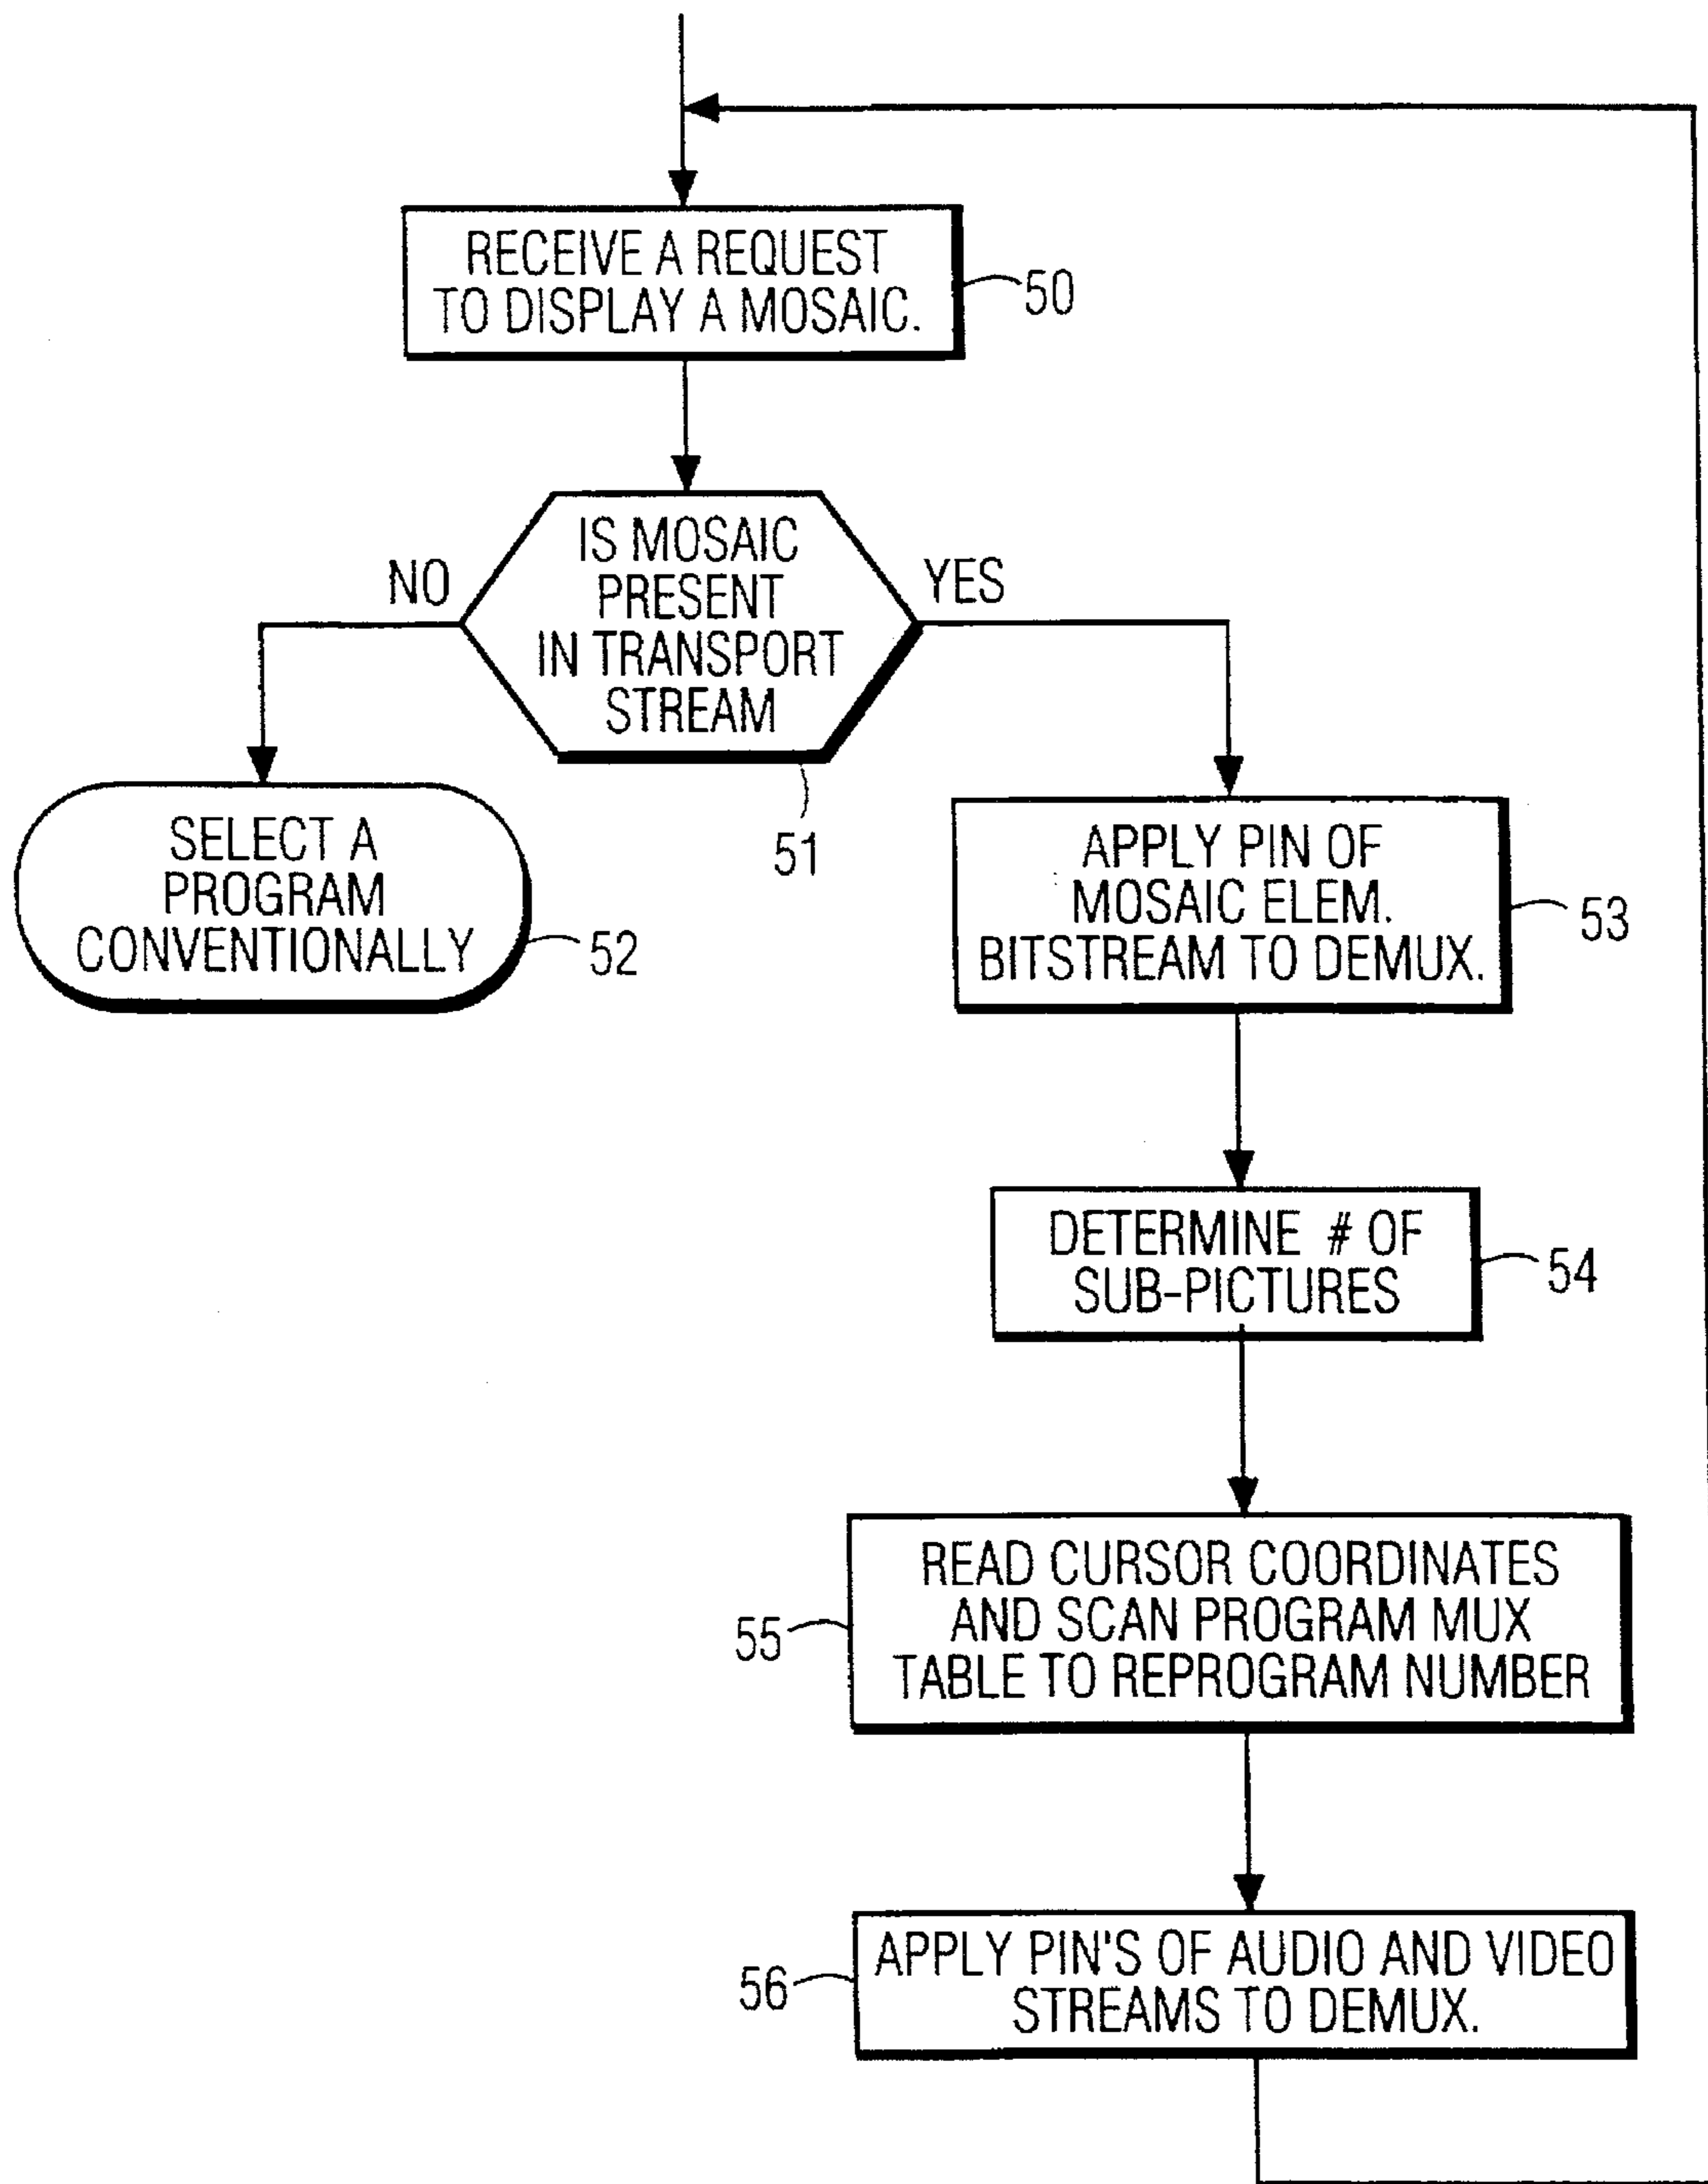 RECEIVE A REQUEST
TO DISPLAY A MOSAIC.
50
IS MOSAIC
PRESENT
IN TRANSPORT
STREAM
NO
YES
51
SELECT A
PROGRAM
CONVENTIONALLY
52
APPLY PIN OF
MOSAIC ELEM.
BITSTREAM TO DEMUX.
53
DETERMINE # OF
SUB-PICTURES
54
READ CURSOR COORDINATES
AND SCAN PROGRAM MUX
TABLE TO REPROGRAM NUMBER
55
APPLY PIN'S OF AUDIO AND VIDEO
STREAMS TO DEMUX.
56